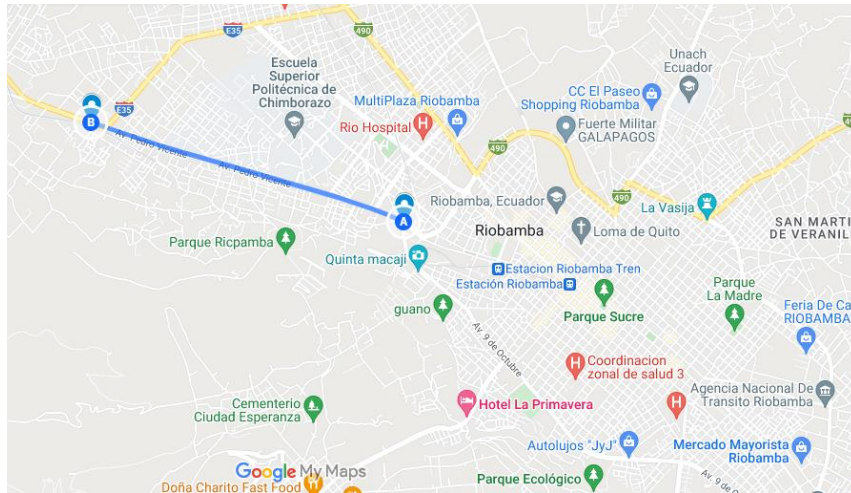 E35
490
Unach
Ecuador
Escuela
Superior
Politécnica de
Chimborazo
CC El Paseo
Shopping Riobamba
MultiPlaza Riobamba
B
E35
Rio Hospital
Fuerte Militar
GALAPAGOS
490
Av. Pedro Vicente
Av. Pedro Vicente
490
Riobamba, Ecuador
La Vasija
A
Riobamba
Loma de Quito
SAN MARTI
DE VERANILL
Parque Ricpamba
Quinta macaji
Estacion Riobamba Tren
Estación Riobamba
Parque
La Madre
guano
Parque Sucre
Feria De Ca
RIOBAMBA
Av. 9 de Octubre
Coordinacion
zonal de salud 3
Agencia Nacional De
Transito Riobamba
Cementerio
Ciudad Esperanza
Hotel La Primavera
Autolujos "JyJ"
Mercado Mayorista
Riobamba
Google My Maps
Parque Ecológico
Av. 9 de
Doña Charito Fast Food